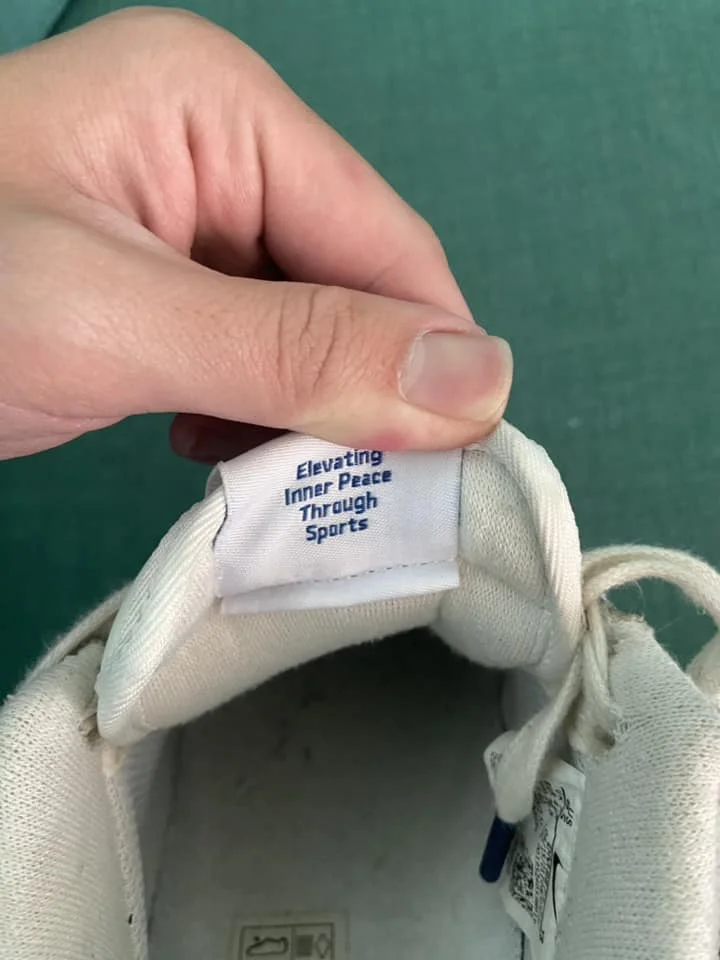 Elevating
Inner Peace
Through
Sports